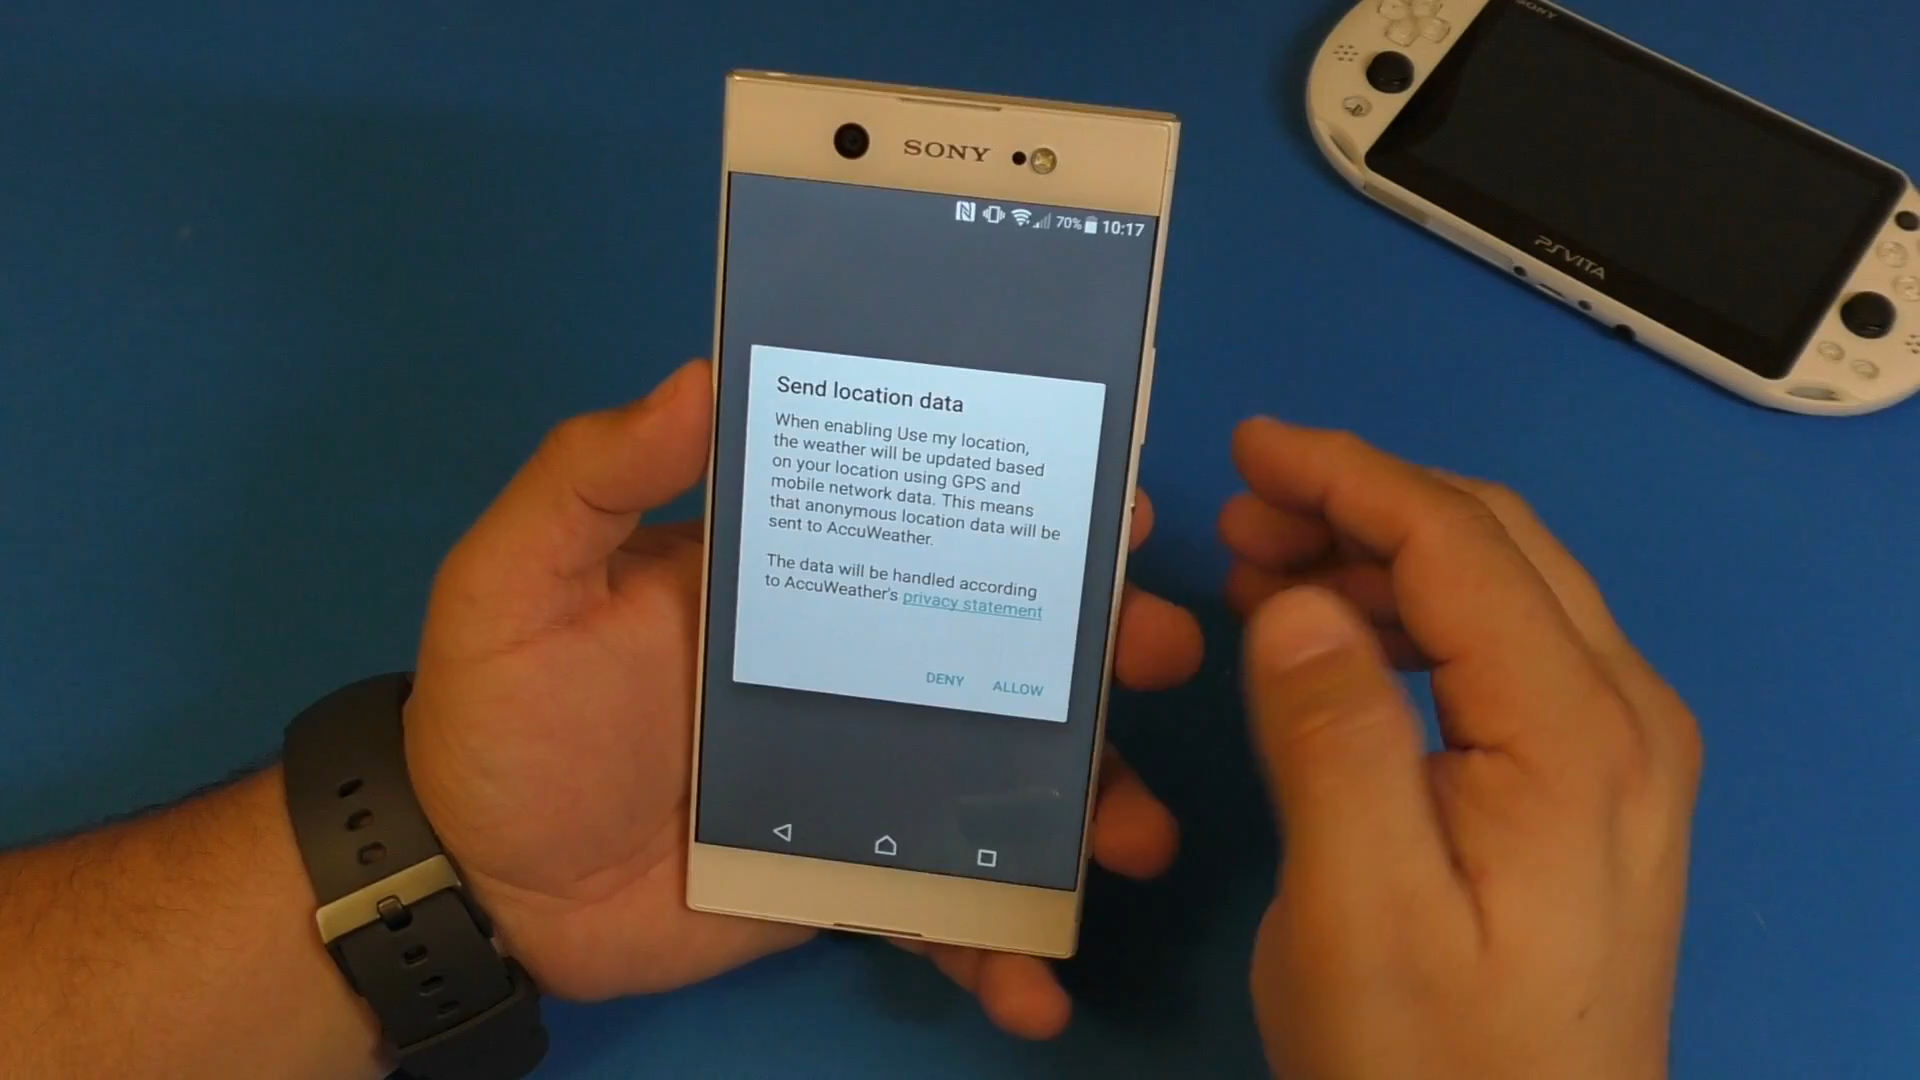 SONY
SONY
70% 10:17
Send location data
When enabling Use my location,
the weather will be updated based
on your location using GPS and
mobile network data. This means
that anonymous location data will be
sent to AccuWeather.
The data will be handled according
to AccuWeather's privacy statement
DENY ALLOW
PSVITA